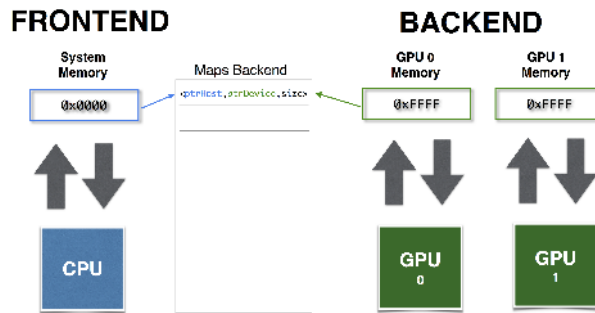 FRONTEND
BACKEND
System
Memory
Maps Backend
GPU 0
Memory
GPU 1
Memory
0x0000
<ptrHost,ptrDevice,size>
0xFFFF
0xFFFF
CPU
GPU
0
GPU
1